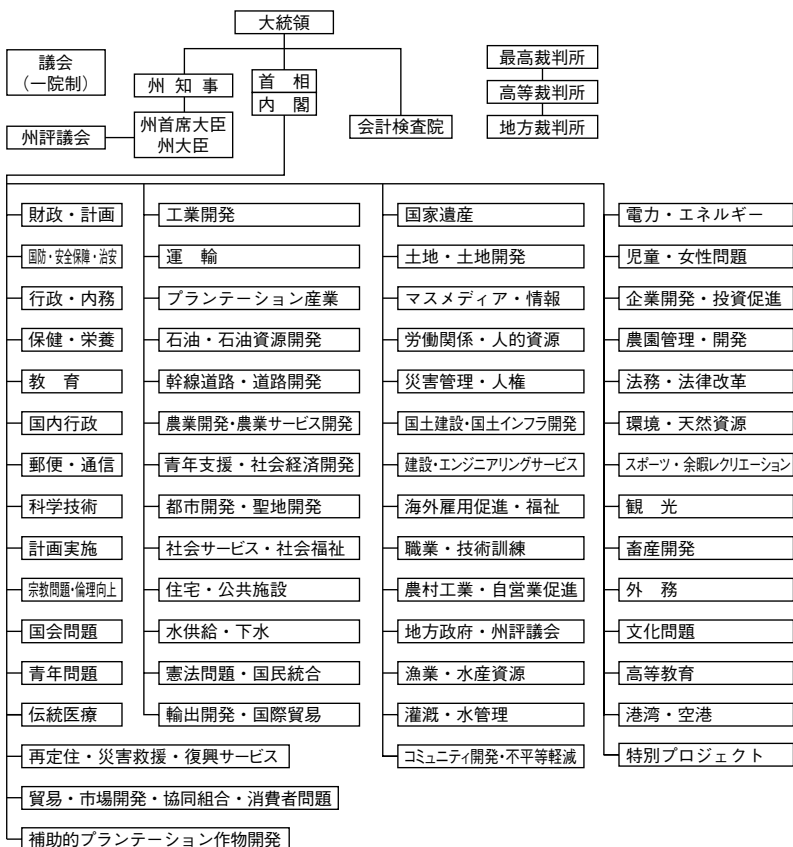 大統領
議会
（一院制）
州 知 事
首 相
内 閣
会計検査院
最高裁判所
高等裁判所
地方裁判所
州評議会
州首席大臣
州大臣
財政・計画
国防・安全保障・治安
行政・内務
保健・栄養
教 育
国内行政
郵便・通信
科学技術
計画実施
宗教問題・倫理向上
国会問題
青年問題
伝統医療
再定住・災害救援・復興サービス
貿易・市場開発・協同組合・消費者問題
補助的プランテーション作物開発
工業開発
運 輸
プランテーション産業
石油・石油資源開発
幹線道路・道路開発
農業開発・農業サービス開発
青年支援・社会経済開発
都市開発・聖地開発
社会サービス・社会福祉
住宅・公共施設
水供給・下水
憲法問題・国民統合
輸出開発・国際貿易
国家遺産
土地・土地開発
マスメディア・情報
労働関係・人的資源
災害管理・人権
国土建設・国土インフラ開発
建設・エンジニアリングサービス
海外雇用促進・福祉
職業・技術訓練
農村工業・自営業促進
地方政府・州評議会
漁業・水産資源
灌漑・水管理
コミュニティ開発・不平等軽減
電力・エネルギー
児童・女性問題
企業開発・投資促進
農園管理・開発
法務・法律改革
環境・天然資源
スポーツ・余暇レクリエーション
観 光
畜産開発
外 務
文化問題
高等教育
港湾・空港
特別プロジェクト